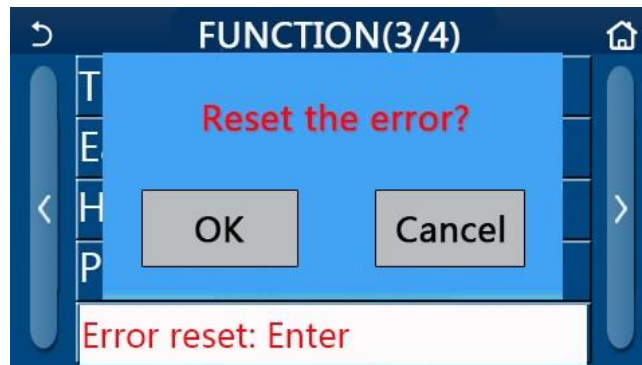 FUNCTION(3/4)
Reset the error?
OK Cancel
Error reset: Enter